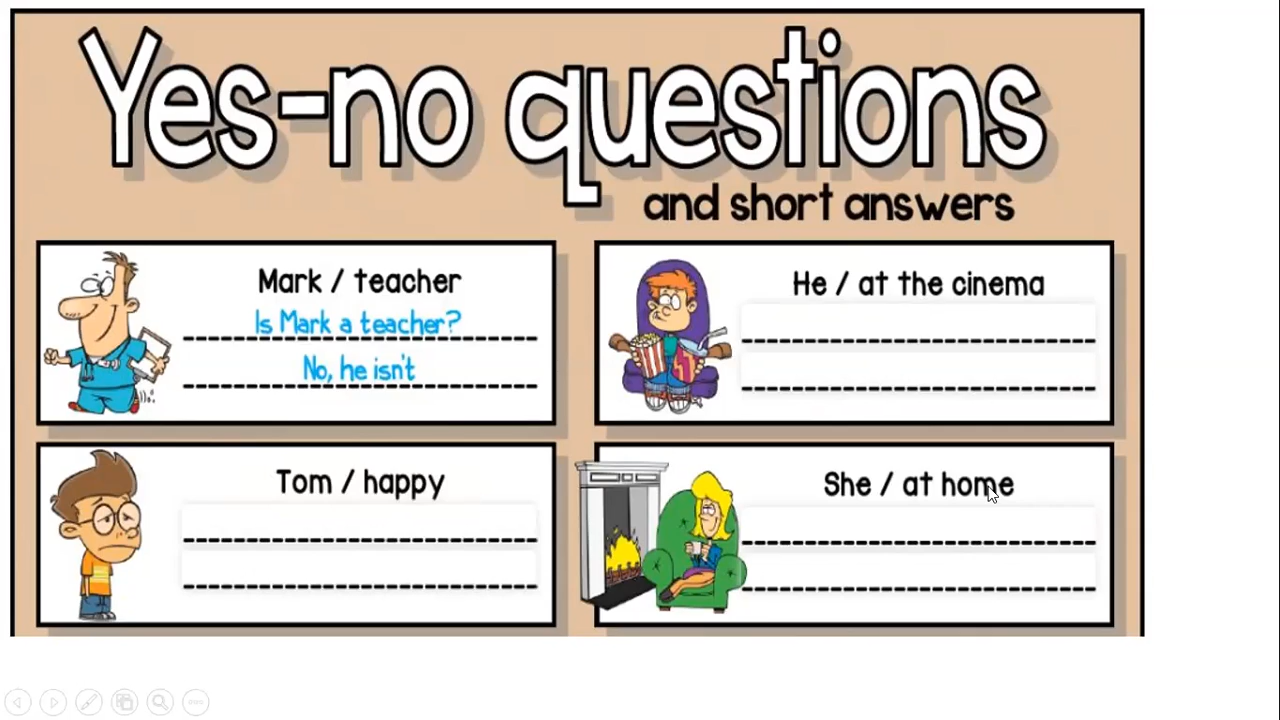 Yes-no questions
and short answers
Mark / teacher
Is Mark a teacher?
No, he isn't
He / at the cinema
Tom / happy
She / at home